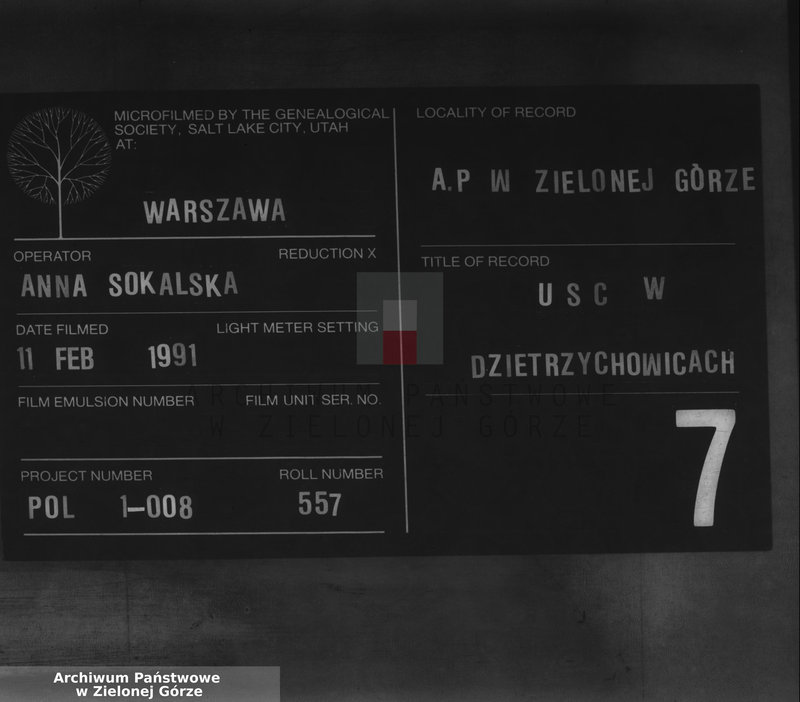 MICROFILMED BY THE GENEALOGICAL
SOCIETY, SALT LAKE CITY, UTAH
AT:
WARSZAWA
OPERATOR REDUCTION X
ANNA SOKALSKA
DATE FILMED LIGHT METER SETTING
11 FEB 1991
FILM EMULSION NUMBER FILM UNIT SER. NO.
PROJECT NUMBER ROLL NUMBER
POL 1-008 557
LOCALITY OF RECORD
A.P W ZIELONEJ GÒRZE
TITLE OF RECORD
USC W
DZIETRZYCHOWICACH
7
ARCHIWUM PAŃSTWOWE
W ZIELONEJ GÓRZE
Archiwum Państwowe
w Zielonej Górze